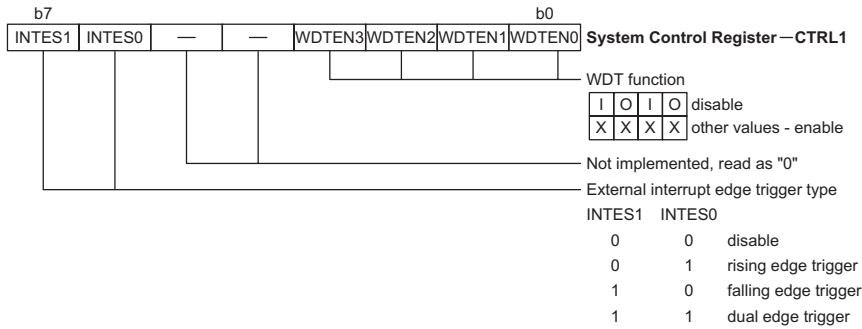 b7 b0
INTES1 INTES0 — — WDTEN3 WDTEN2 WDTEN1 WDTEN0 System Control Register—CTRL1
WDT function
I O I O disable
X X X X other values - enable
Not implemented, read as "0"
External interrupt edge trigger type
INTES1 INTES0
0 0 disable
0 1 rising edge trigger
1 0 falling edge trigger
1 1 dual edge trigger